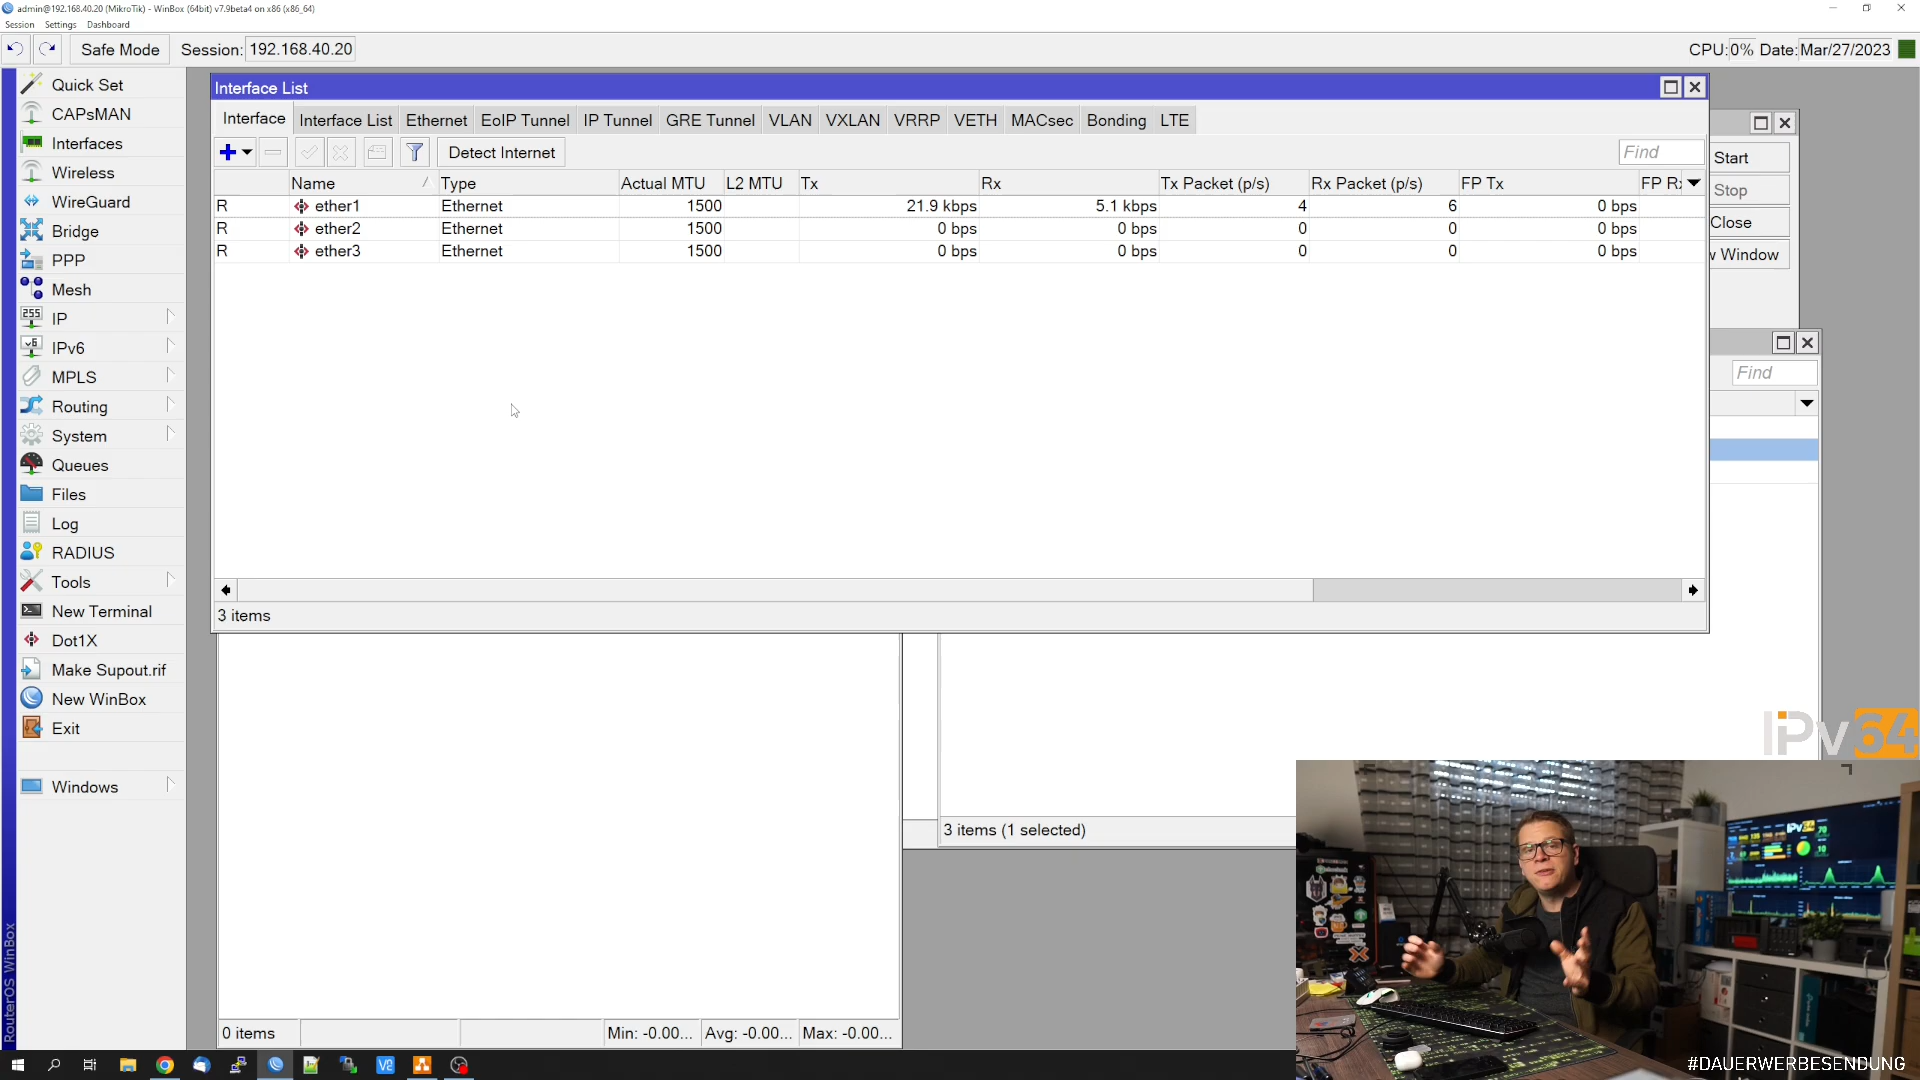 admin@192.168.40.20 (MikroTik) - WinBox (64bit) v7.9beta4 on x86 (x86_64)
Session Settings Dashboard
Safe Mode Session: 192.168.40.20 CPU: 0% Date: Mar/27/2023
Quick Set
CAPsMAN
Interfaces
Wireless
WireGuard
Bridge
PPP
Mesh
IP
IPv6
MPLS
Routing
System
Queues
Files
Log
RADIUS
Tools
New Terminal
Dot1X
Make Supout.rif
New WinBox
Exit
Windows
RouterOS WinBox
Interface List
Interface Interface List Ethernet EoIP Tunnel IP Tunnel GRE Tunnel VLAN VXLAN VRRP VETH MACsec Bonding LTE
Detect Internet Find
Name Type Actual MTU L2 MTU Tx Rx Tx Packet (p/s) Rx Packet (p/s) FP Tx FP R
R ether1 Ethernet 1500 21.9 kbps 5.1 kbps 4 6 0 bps
R ether2 Ethernet 1500 0 bps 0 bps 0 0 0 bps
R ether3 Ethernet 1500 0 bps 0 bps 0 0 0 bps
3 items
Start
Stop
Close
w Window
Find
3 items (1 selected)
0 items Min: -0.00... Avg: -0.00... Max: -0.00...
IPv64
IPv64
#DAUERWERBESENDUNG